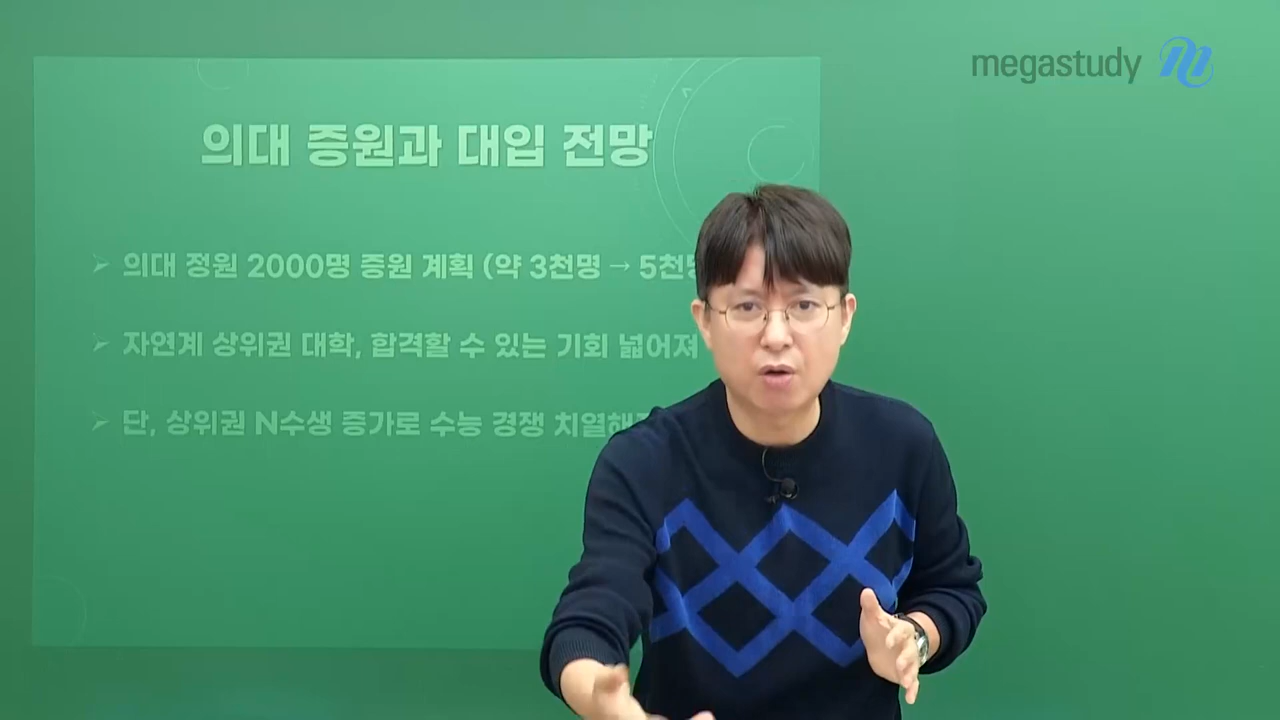 megastudy
의대 증원과 대입 전망
➢ 의대 정원 2000명 증원 계획 (약 3천명 → 5천
➢ 자연계 상위권 대학, 합격할 수 있는 기회 넓어져
➢ 단, 상위권 N수생 증가로 수능 경쟁